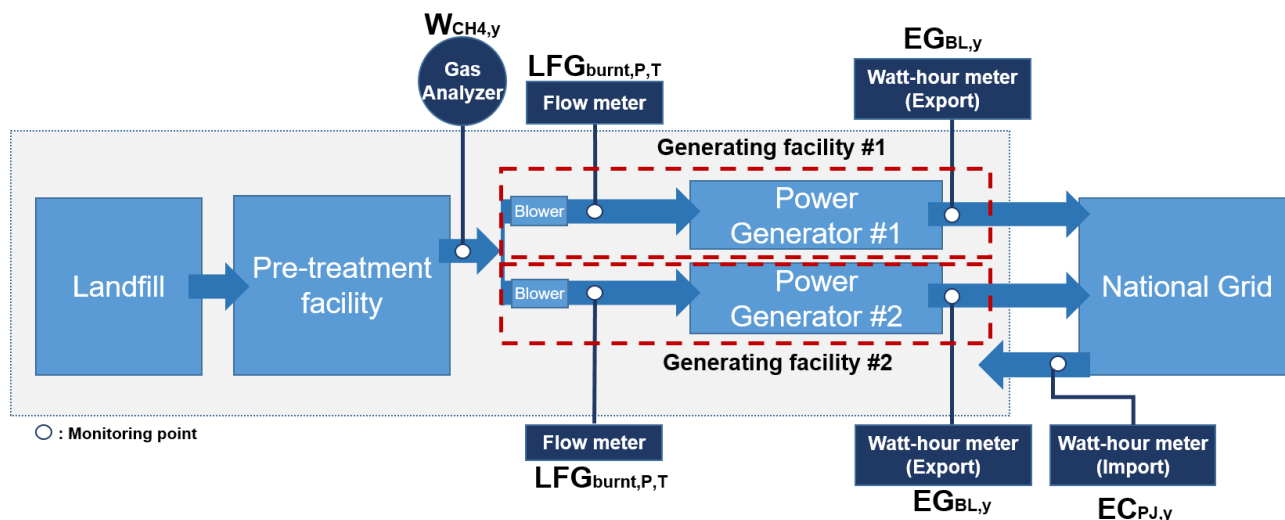 WCH4,y
Gas
Analyzer
LFGburnt,P,T
Flow meter
EGBL,y
Watt-hour meter
(Export)
Generating facility #1
Landfill
Pre-treatment
facility
Blower
Power
Generator #1
Blower
Power
Generator #2
National Grid
Generating facility #2
: Monitoring point
Flow meter
LFGburnt,P,T
Watt-hour meter
(Export)
EGBL,y
Watt-hour meter
(Import)
ECPJ,y